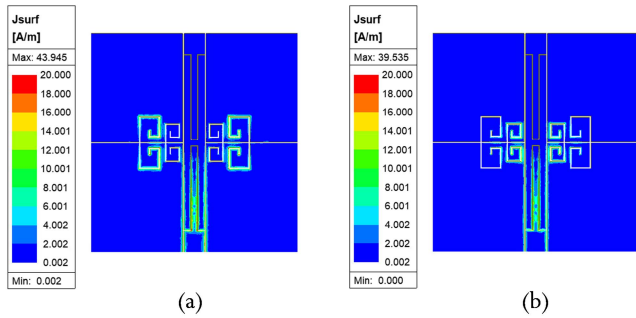 Jsurf
[A/m]
Max: 43.945
20.000
18.000
16.000
14.001
12.001
10.001
8.001
6.001
4.002
2.002
0.002
Min: 0.002
(a)
Jsurf
[A/m]
Max: 39.535
20.000
18.000
16.000
14.001
12.001
10.001
8.001
6.001
4.002
2.002
0.002
Min: 0.000
(b)